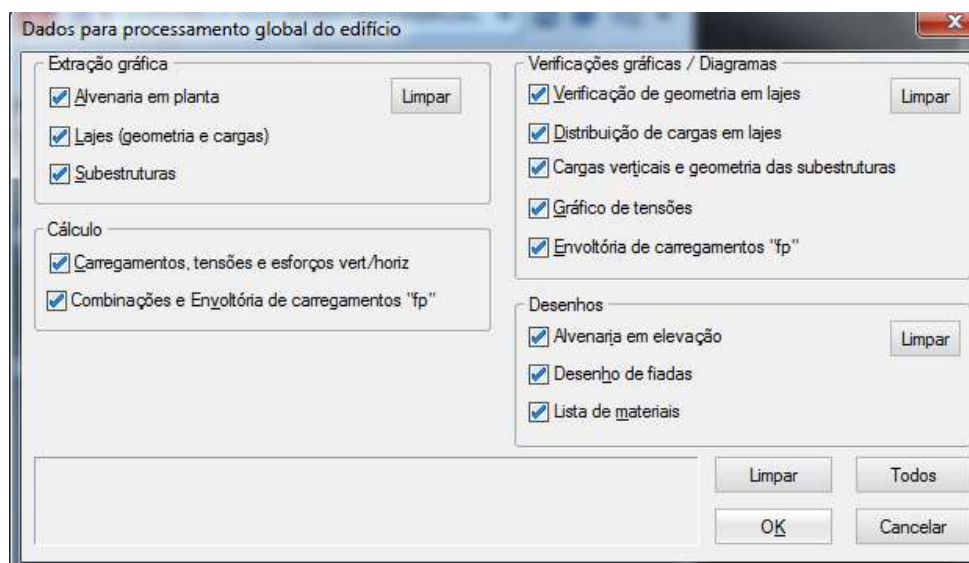 Dados para processamento global do edifício
Extração gráfica
Alvenaria em planta
Limpar
Lajes (geometria e cargas)
Subestruturas
Cálculo
Carregamentos, tensões e esforços vert/horiz
Combinações e Envoltória de carregamentos "fp"
Verificações gráficas / Diagramas
Verificação de geometria em lajes
Limpar
Distribuição de cargas em lajes
Cargas verticais e geometria das subestruturas
Gráfico de tensões
Envoltória de carregamentos "fp"
Desenhos
Alvenaria em elevação
Limpar
Desenho de fiadas
Lista de materiais
Limpar
Todos
OK
Cancelar